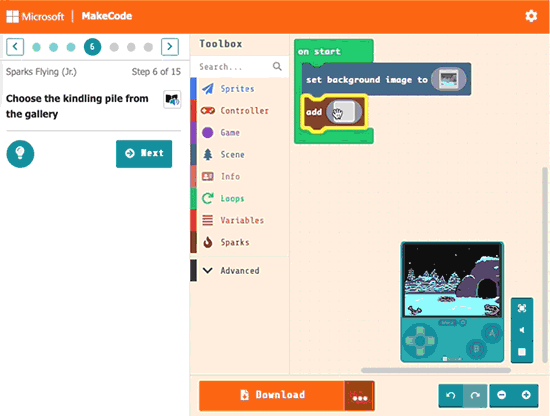 Microsoft
MakeCode
6
Sparks Flying (Jr.)
Step 6 of 15
Choose the kindling pile from
the gallery
Next
Toolbox
Search...
Sprites
Controller
Game
Scene
Info
Loops
Variables
Sparks
Advanced
on start
set background image to
add
A
B
Download